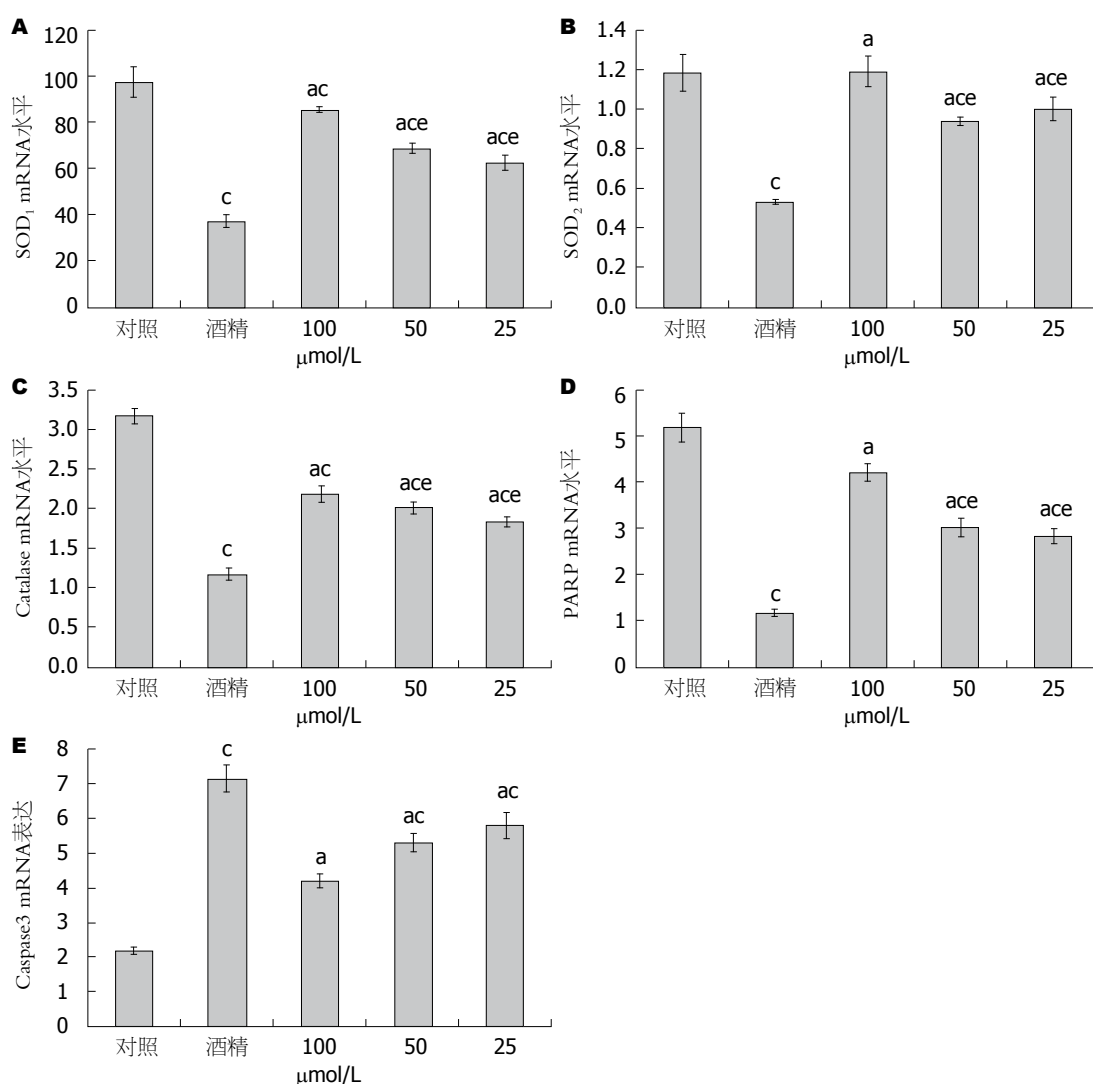 A
SOD₁ mRNA水平
120
100
80
60
40
20
0
c
ac
ace
ace
对照 酒精 100 50 25
μmol/L
B
SOD₂ mRNA水平
1.4
1.2
1.0
0.8
0.6
0.4
0.2
0.0
c
a
ace
ace
对照 酒精 100 50 25
μmol/L
C
Catalase mRNA水平
3.5
3.0
2.5
2.0
1.5
1.0
0.5
0.0
c
ac
ace
ace
对照 酒精 100 50 25
μmol/L
D
PARP mRNA水平
6
5
4
3
2
1
0
c
a
ace
ace
对照 酒精 100 50 25
μmol/L
E
Caspase3 mRNA表达
8
7
6
5
4
3
2
1
0
c
a
ac
ac
对照 酒精 100 50 25
μmol/L